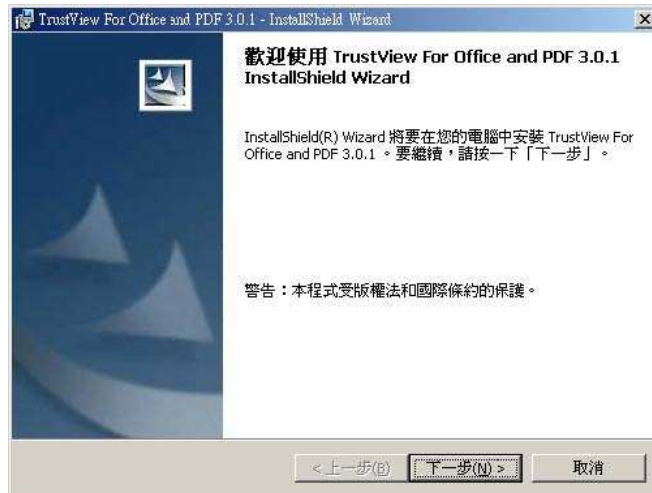 TrustView For Office and PDF 3.0.1 - InstallShield Wizard
歡迎使用 TrustView For Office and PDF 3.0.1
InstallShield Wizard
InstallShield(R) Wizard 將要在您的電腦中安裝 TrustView For
Office and PDF 3.0.1 。要繼續，請按一下「下一步」。
警告：本程式受版權法和國際條約的保護。
<上一步(B) 下一步(N) > 取消